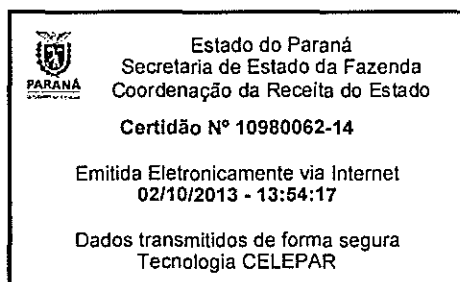 PARANÁ
Estado do Paraná
Secretaria de Estado da Fazenda
Coordenação da Receita do Estado
Certidão Nº 10980062-14
Emitida Eletronicamente via Internet
02/10/2013 - 13:54:17
Dados transmitidos de forma segura
Tecnologia CELEPAR